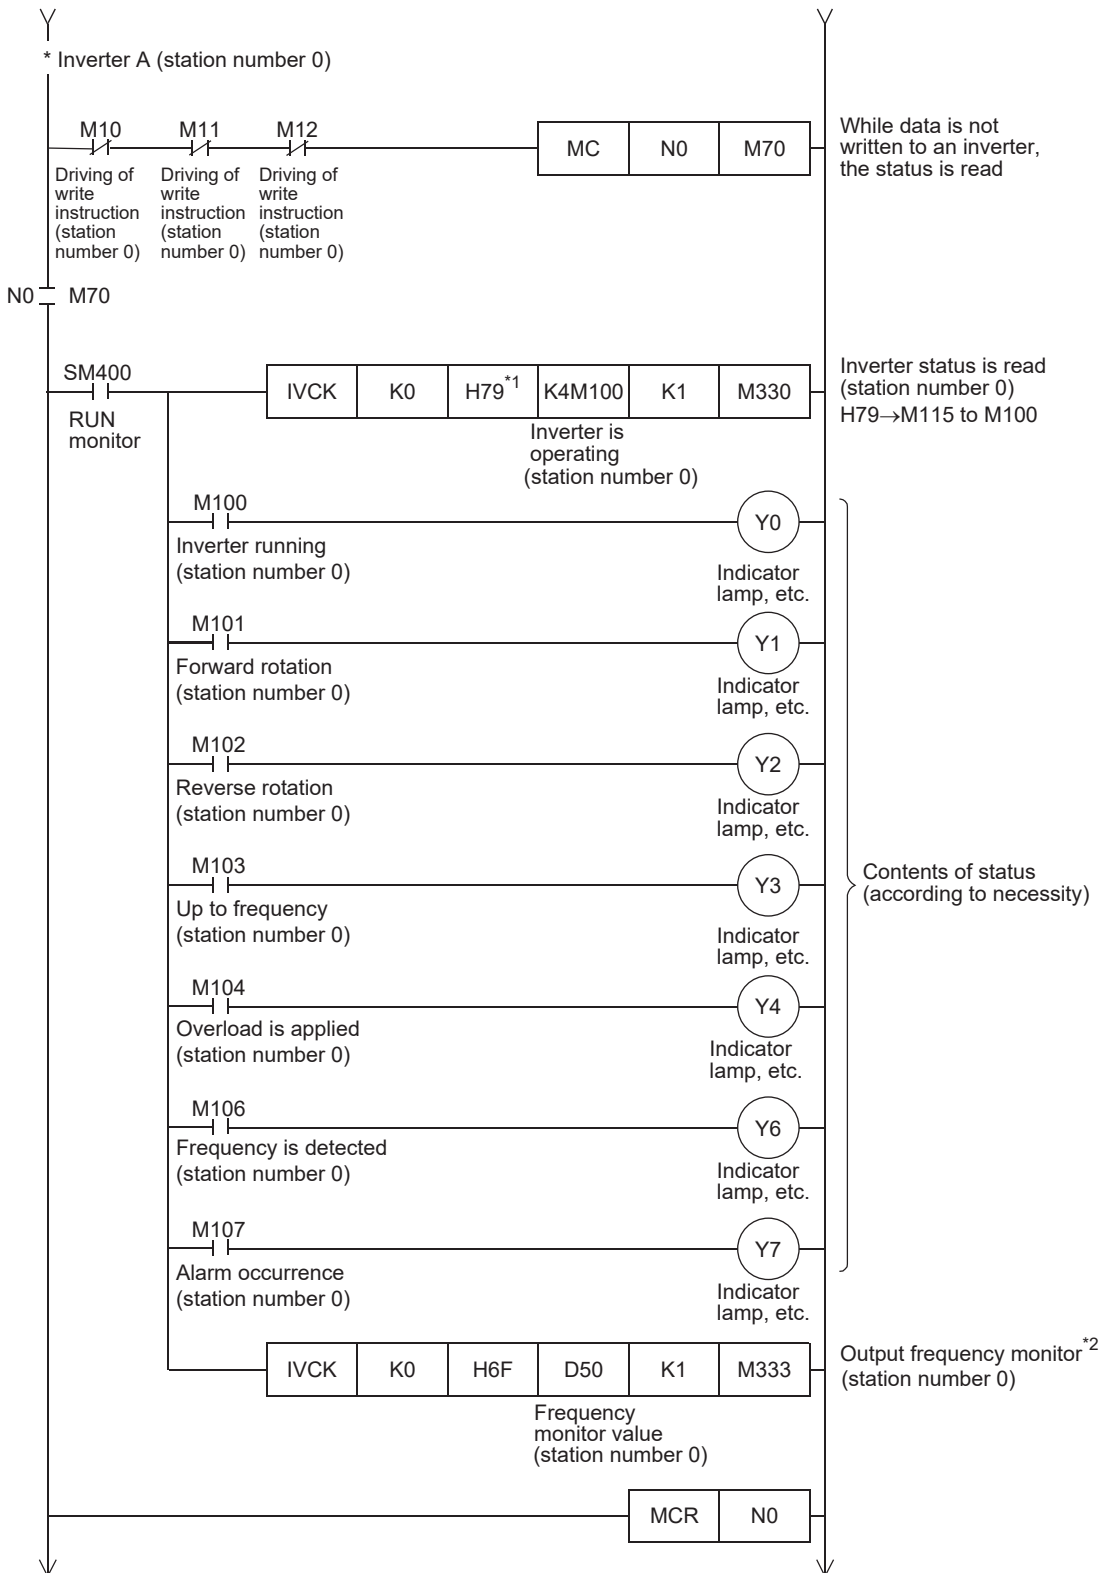 * Inverter A (station number 0)
M10 M11 M12
MC N0 M70
While data is not
written to an inverter,
the status is read
Driving of
write
instruction
(station
number 0)
Driving of
write
instruction
(station
number 0)
Driving of
write
instruction
(station
number 0)
N0 M70
SM400
RUN
monitor
IVCK K0 H79*1 K4M100 K1 M330
Inverter is
operating
(station number 0)
Inverter status is read
(station number 0)
H79→M115 to M100
M100
Y0
Inverter running
(station number 0)
Indicator
lamp, etc.
M101
Y1
Forward rotation
(station number 0)
Indicator
lamp, etc.
M102
Y2
Reverse rotation
(station number 0)
Indicator
lamp, etc.
M103
Y3
Up to frequency
(station number 0)
Indicator
lamp, etc.
Contents of status
(according to necessity)
M104
Y4
Overload is applied
(station number 0)
Indicator
lamp, etc.
M106
Y6
Frequency is detected
(station number 0)
Indicator
lamp, etc.
M107
Y7
Alarm occurrence
(station number 0)
Indicator
lamp, etc.
IVCK K0 H6F D50 K1 M333
Frequency
monitor value
(station number 0)
Output frequency monitor*2
(station number 0)
MCR N0